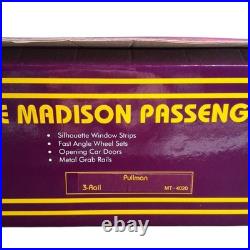 E MADISON PASSENG
• Silhouette Window Strips
• Fast Angle Wheel Sets
• Opening Car Doors
• Metal Grab Rails
Pullman
3-Rail MT-4020